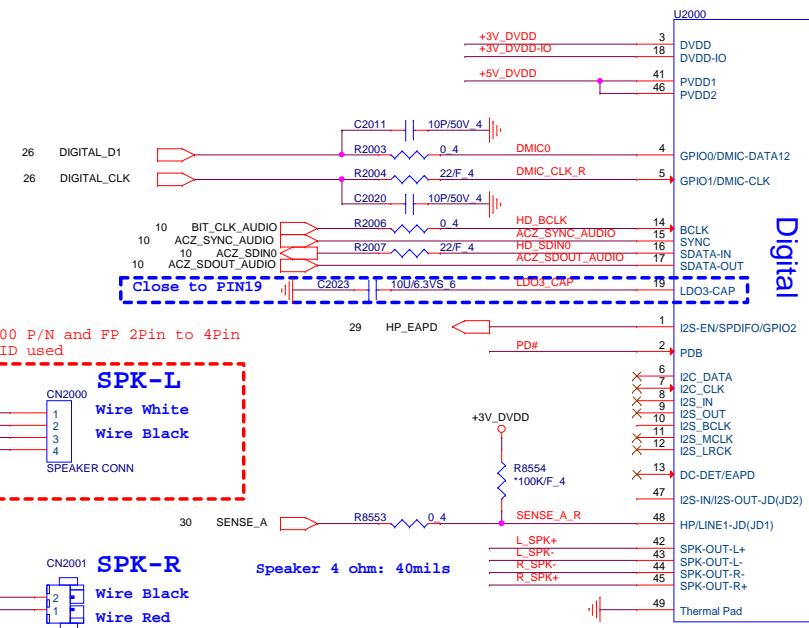 U2000
+3V_DVDD 3 DVDD
+3V_DVDD-IO 18 DVDD-IO
+5V_DVDD 41 PVDD1
46 PVDD2
C2011 10P/50V_4
26 DIGITAL_D1 R2003 0_4 DMIC0 4 GPIO0/DMIC-DATA12
26 DIGITAL_CLK R2004 22/F_4 DMIC_CLK_R 5 GPIO1/DMIC-CLK
C2020 10P/50V_4
Digital
10 BIT_CLK_AUDIO R2006 0_4 HD_BCLK 14 BCLK
10 ACZ_SYNC_AUDIO ACZ_SYNC_AUDIO 15 SYNC
10 ACZ_SDIN0 R2007 22/F_4 HD_SDIN0 16 SDATA-IN
10 ACZ_SDOUT_AUDIO ACZ_SDOUT_AUDIO 17 SDATA-OUT
Close to PIN19 C2023 10U/6.3VS_6 LDO3_CAP 19 LDO3-CAP
29 HP_EAPD 1 I2S-EN/SPDIFO/GPIO2
00 P/N and FP 2Pin to 4Pin
ID used
PD# 2 PDB
6 I2C_DATA
7 I2C_CLK
8 I2S_IN
9 I2S_OUT
10 I2S_BCLK
11 I2S_MCLK
12 I2S_LRCK
SPK-L
CN2000
1 Wire White
2
3 Wire Black
4
SPEAKER CONN
+3V_DVDD
R8554
*100K/F_4
13 DC-DET/EAPD
47 I2S-IN/I2S-OUT-JD(JD2)
30 SENSE_A R8553 0_4 SENSE_A_R 48 HP/LINE1-JD(JD1)
L_SPK+ 42 SPK-OUT-L+
L_SPK- 43 SPK-OUT-L-
R_SPK- 44 SPK-OUT-R-
R_SPK+ 45 SPK-OUT-R+
CN2001 SPK-R
Speaker 4 ohm: 40mils
2 Wire Black
1 Wire Red
49 Thermal Pad